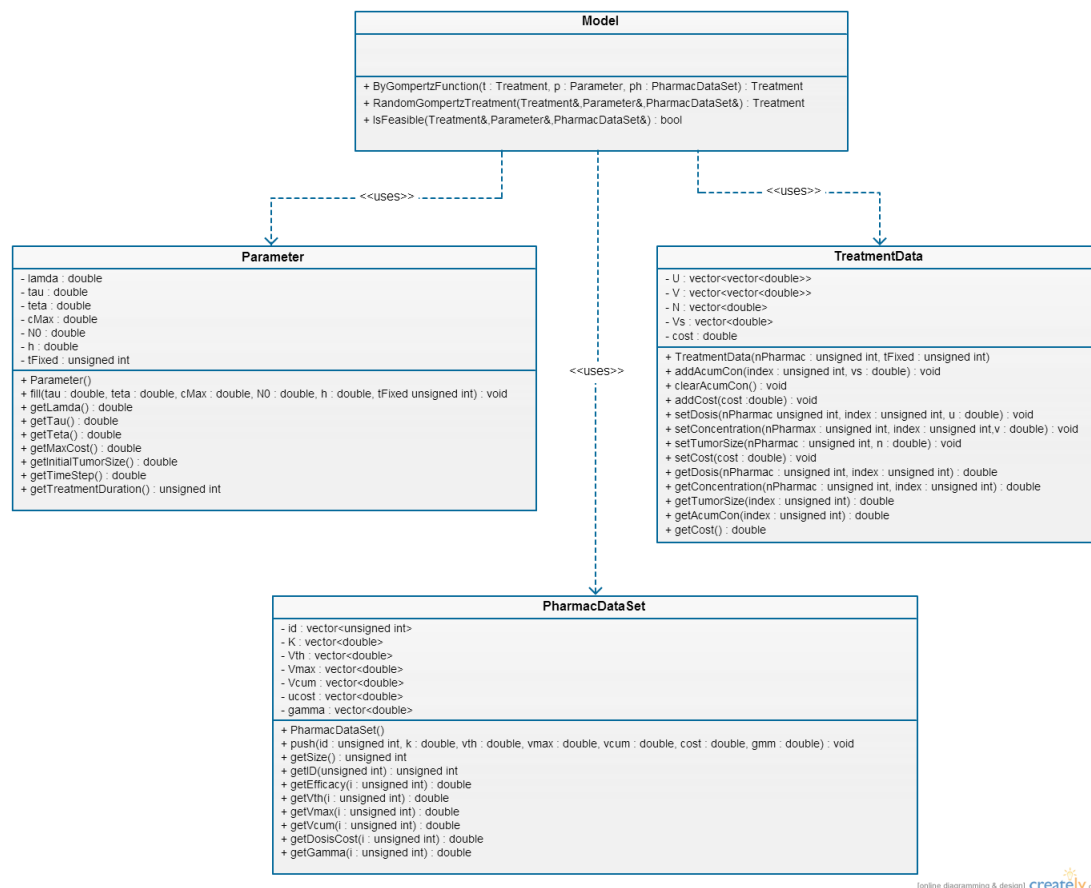 Model
+ ByGompertzFunction(t : Treatment, p : Parameter, ph : PharmacDataSet) : Treatment
+ RandomGompertzTreatment(Treatment&,Parameter&,PharmacDataSet&) : Treatment
+ IsFeasible(Treatment&,Parameter&,PharmacDataSet&) : bool
<<uses>>
<<uses>>
<<uses>>
Parameter
- lamda : double
- tau : double
- teta : double
- cMax : double
- N0 : double
- h : double
- tFixed : unsigned int
+ Parameter()
+ fill(tau : double, teta : double, cMax : double, N0 : double, h : double, tFixed unsigned int) : void
+ getLamda() : double
+ getTau() : double
+ getTeta() : double
+ getMaxCost() : double
+ getInitialTumorSize() : double
+ getTimeStep() : double
+ getTreatmentDuration() : unsigned int
TreatmentData
- U : vector<vector<double>>
- V : vector<vector<double>>
- N : vector<double>
- Vs : vector<double>
- cost : double
+ TreatmentData(nPharmac : unsigned int, tFixed : unsigned int)
+ addAcumCon(index : unsigned int, vs : double) : void
+ clearAcumCon() : void
+ addCost(cost :double) : void
+ setDosis(nPharmac unsigned int, index : unsigned int, u : double) : void
+ setConcentration(nPharmax : unsigned int, index : unsigned int,v : double) : void
+ setTumorSize(nPharmac : unsigned int, n : double) : void
+ setCost(cost : double) : void
+ getDosis(nPharmac : unsigned int, index : unsigned int) : double
+ getConcentration(nPharmac : unsigned int, index : unsigned int) : double
+ getTumorSize(index : unsigned int) : double
+ getAcumCon(index : unsigned int) : double
+ getCost() : double
PharmacDataSet
- id : vector<unsigned int>
- K : vector<double>
- Vth : vector<double>
- Vmax : vector<double>
- Vcum : vector<double>
- ucost : vector<double>
- gamma : vector<double>
+ PharmacDataSet()
+ push(id : unsigned int, k : double, vth : double, vmax : double, vcum : double, cost : double, gmm : double) : void
+ getSize() : unsigned int
+ getID(unsigned int) : unsigned int
+ getEfficacy(i : unsigned int) : double
+ getVth(i : unsigned int) : double
+ getVmax(i : unsigned int) : double
+ getVcum(i : unsigned int) : double
+ getDosisCost(i : unsigned int) : double
+ getGamma(i : unsigned int) : double
[online diagramming & design] creately